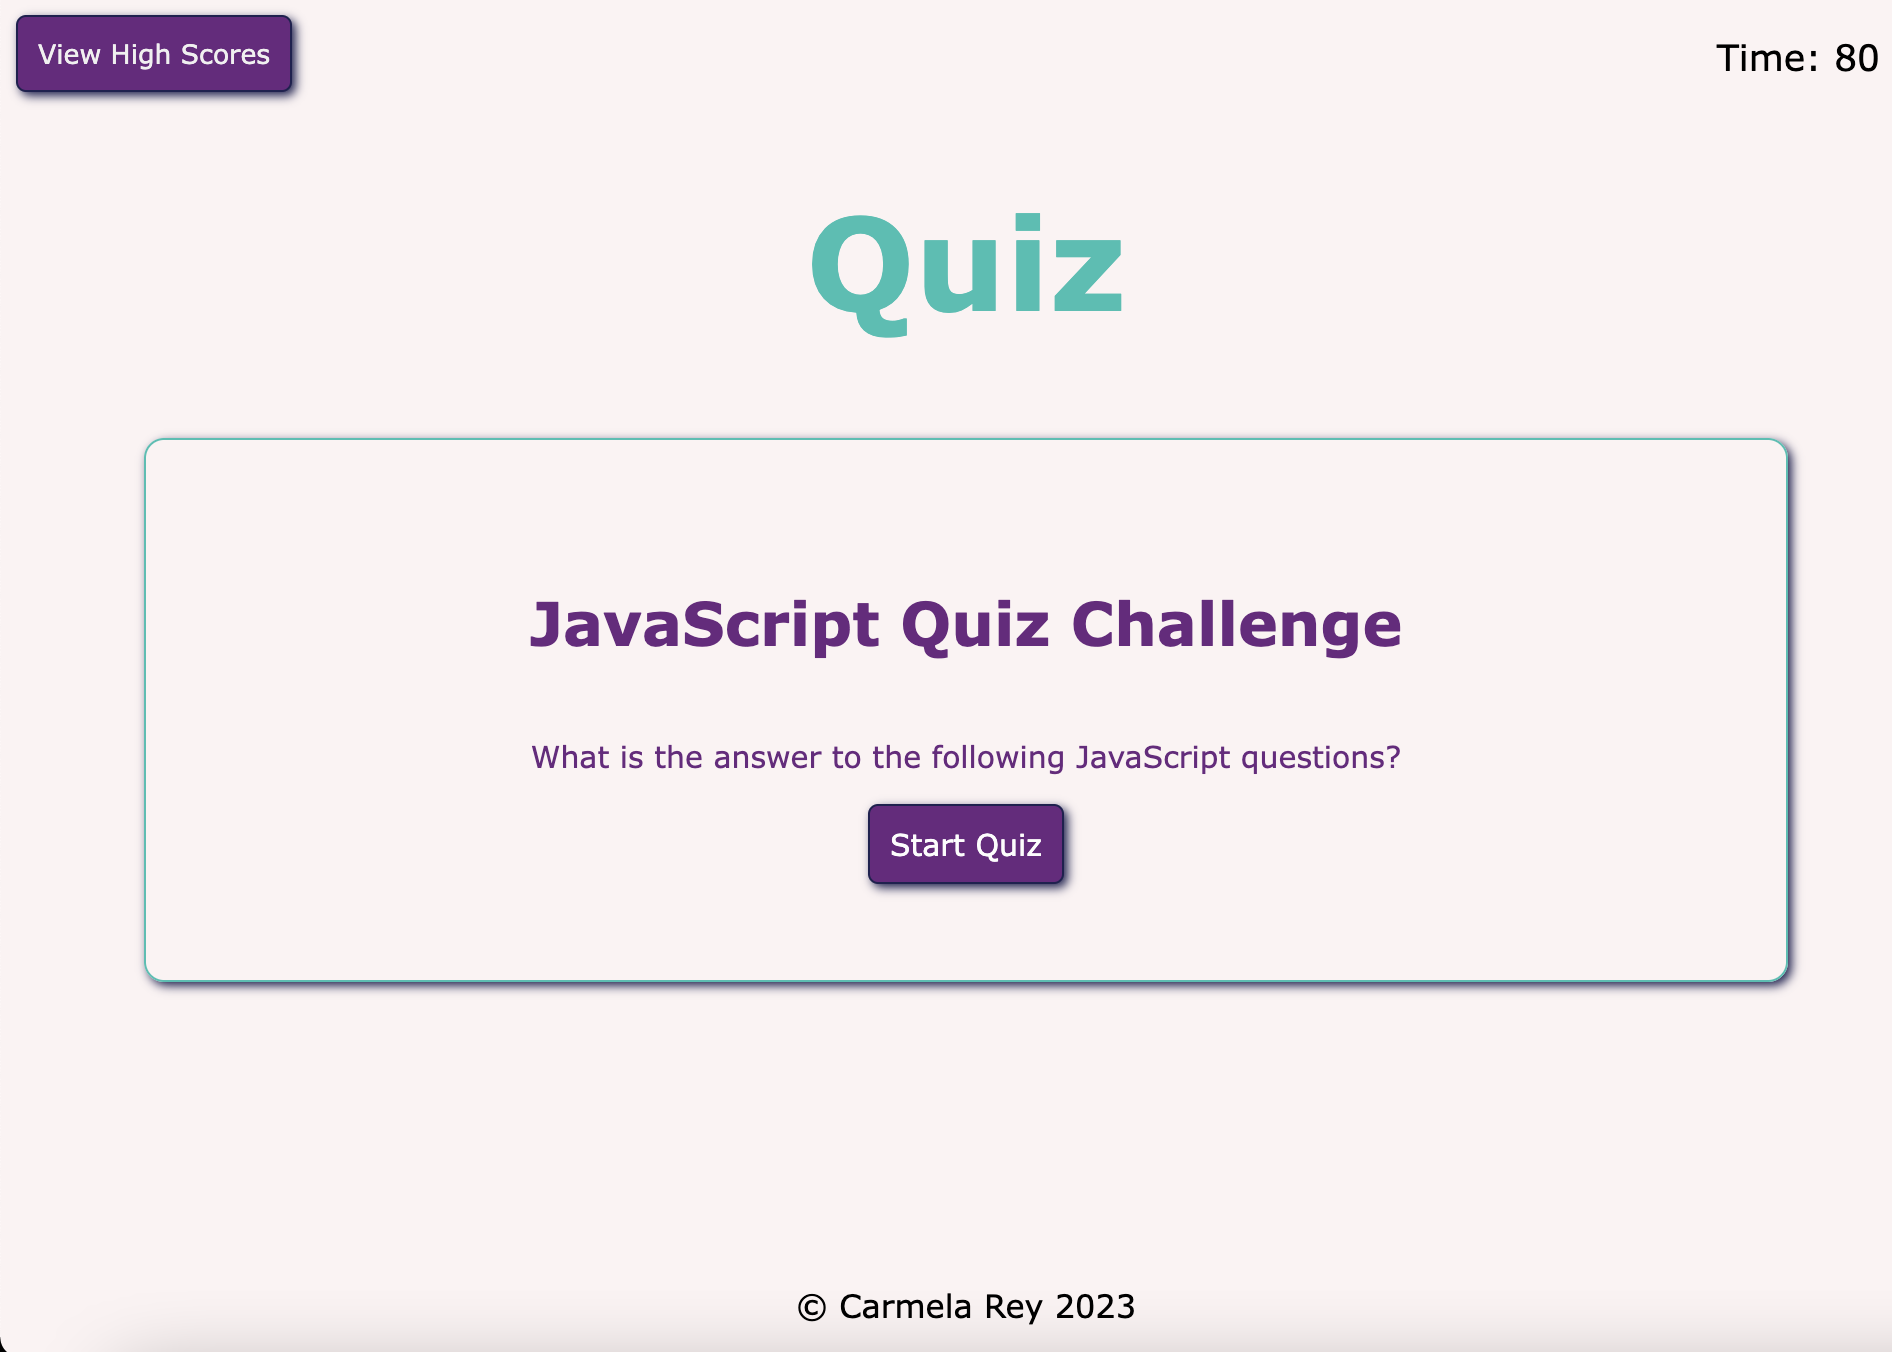 View High Scores
Time: 80
Quiz
JavaScript Quiz Challenge
What is the answer to the following JavaScript questions?
Start Quiz
© Carmela Rey 2023